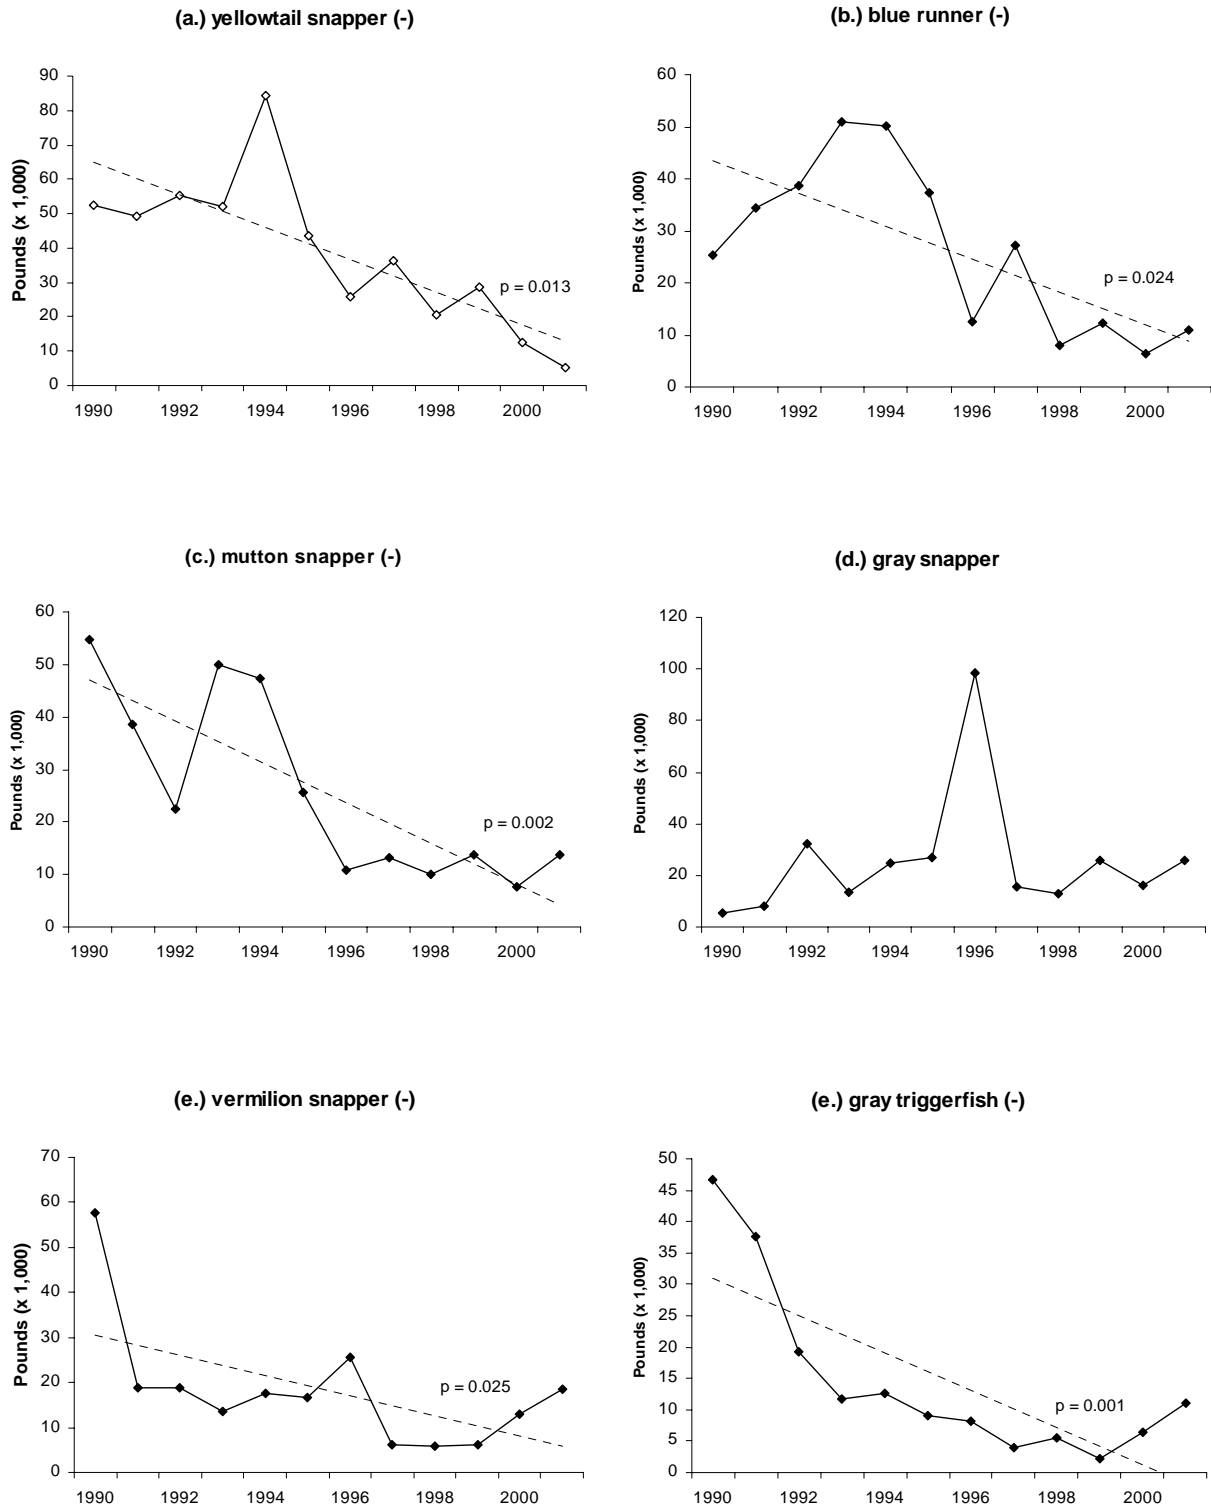 (a.) yellowtail snapper (-)
90
80
70
60
50
40
30
20
10
0
Pounds (x 1,000)
p = 0.013
1990 1992 1994 1996 1998 2000
(b.) blue runner (-)
60
50
40
30
20
10
0
Pounds (x 1,000)
p = 0.024
1990 1992 1994 1996 1998 2000
(c.) mutton snapper (-)
60
50
40
30
20
10
0
Pounds (x 1,000)
p = 0.002
1990 1992 1994 1996 1998 2000
(d.) gray snapper
120
100
80
60
40
20
0
Pounds (x 1,000)
1990 1992 1994 1996 1998 2000
(e.) vermilion snapper (-)
70
60
50
40
30
20
10
0
Pounds (x 1,000)
p = 0.025
1990 1992 1994 1996 1998 2000
(e.) gray triggerfish (-)
50
45
40
35
30
25
20
15
10
5
0
Pounds (x 1,000)
p = 0.001
1990 1992 1994 1996 1998 2000